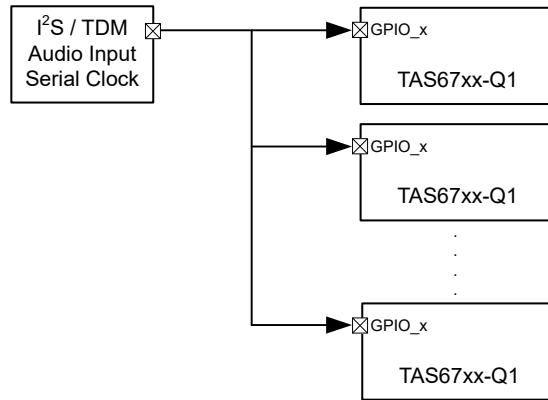 I²S / TDM
Audio Input
Serial Clock
GPIO_x
TAS67xx-Q1
GPIO_x
TAS67xx-Q1
.
.
.
.
GPIO_x
TAS67xx-Q1